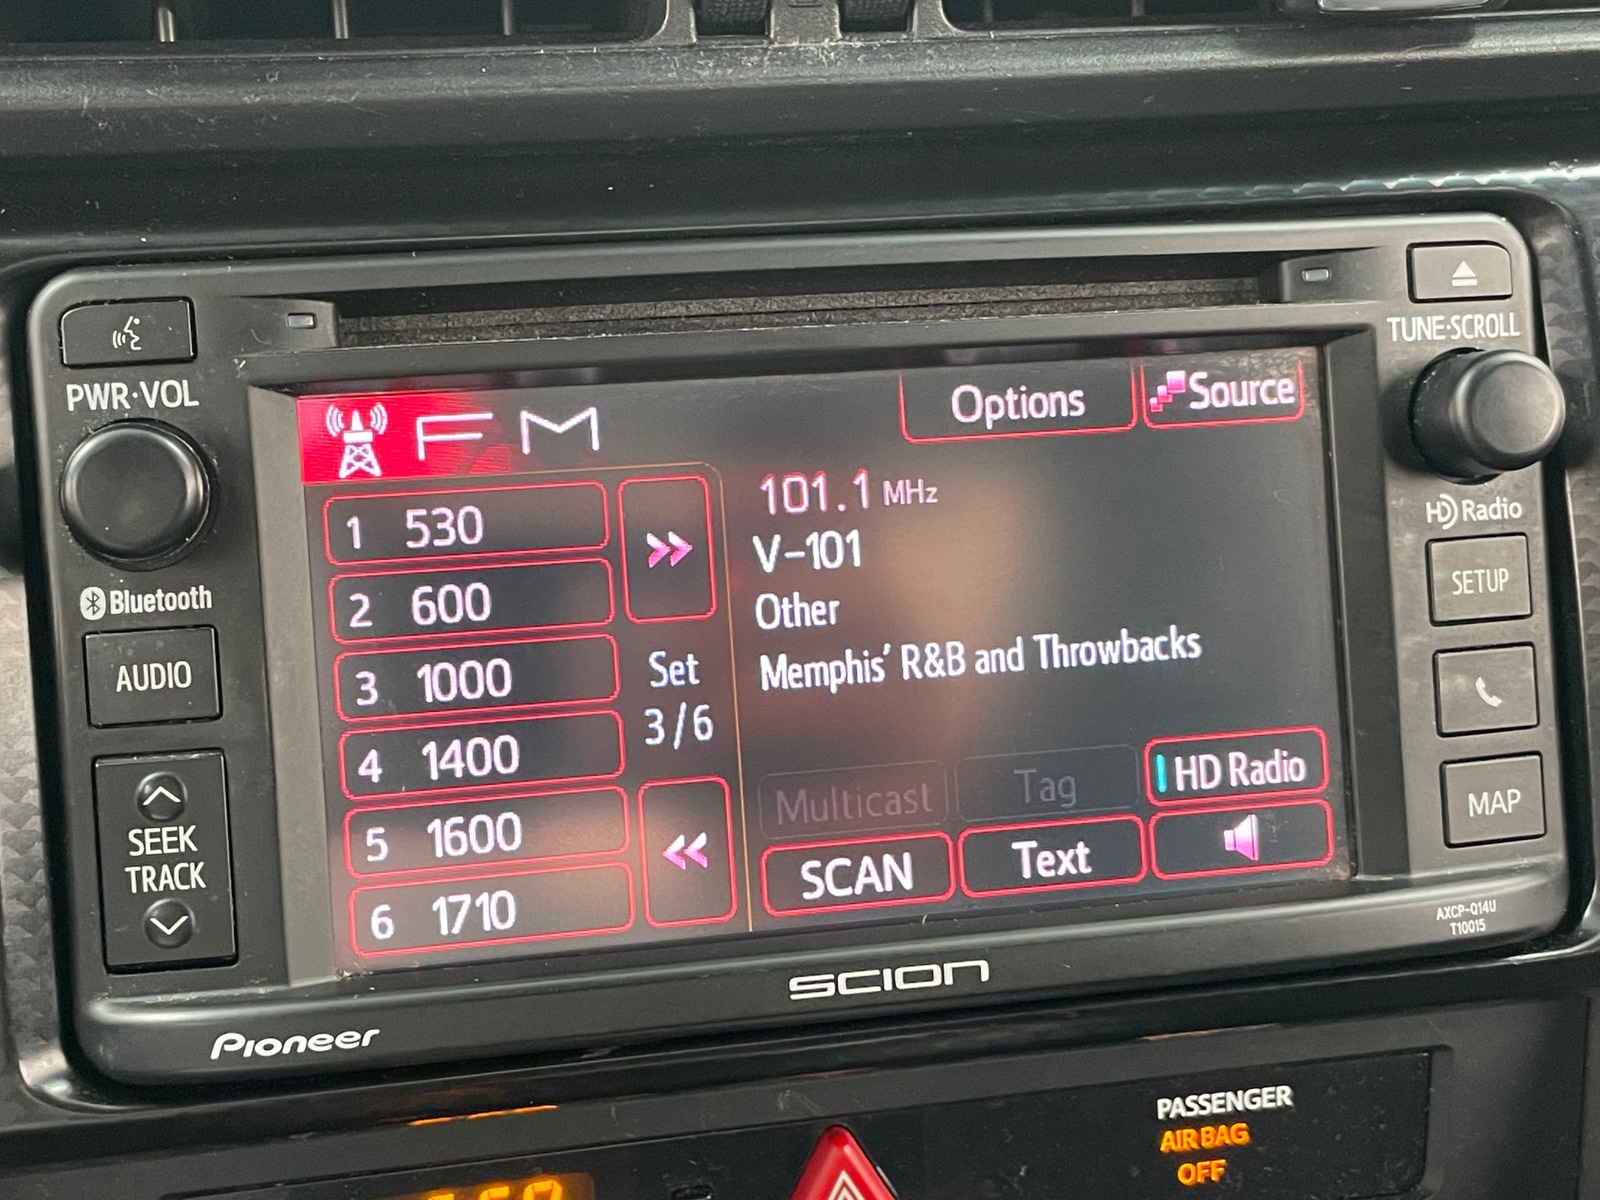 PWR·VOL
TUNE·SCROLL
FM
Options
Source
1 530
2 600
3 1000
4 1400
5 1600
6 1710
Set
3/6
101.1 MHz
V-101
Other
Memphis' R&B and Throwbacks
Multicast
Tag
HD Radio
SCAN
Text
Bluetooth
AUDIO
SEEK
TRACK
HD Radio
SETUP
MAP
AXCP-Q14U
T10015
SCION
Pioneer
PASSENGER
AIR BAG
OFF